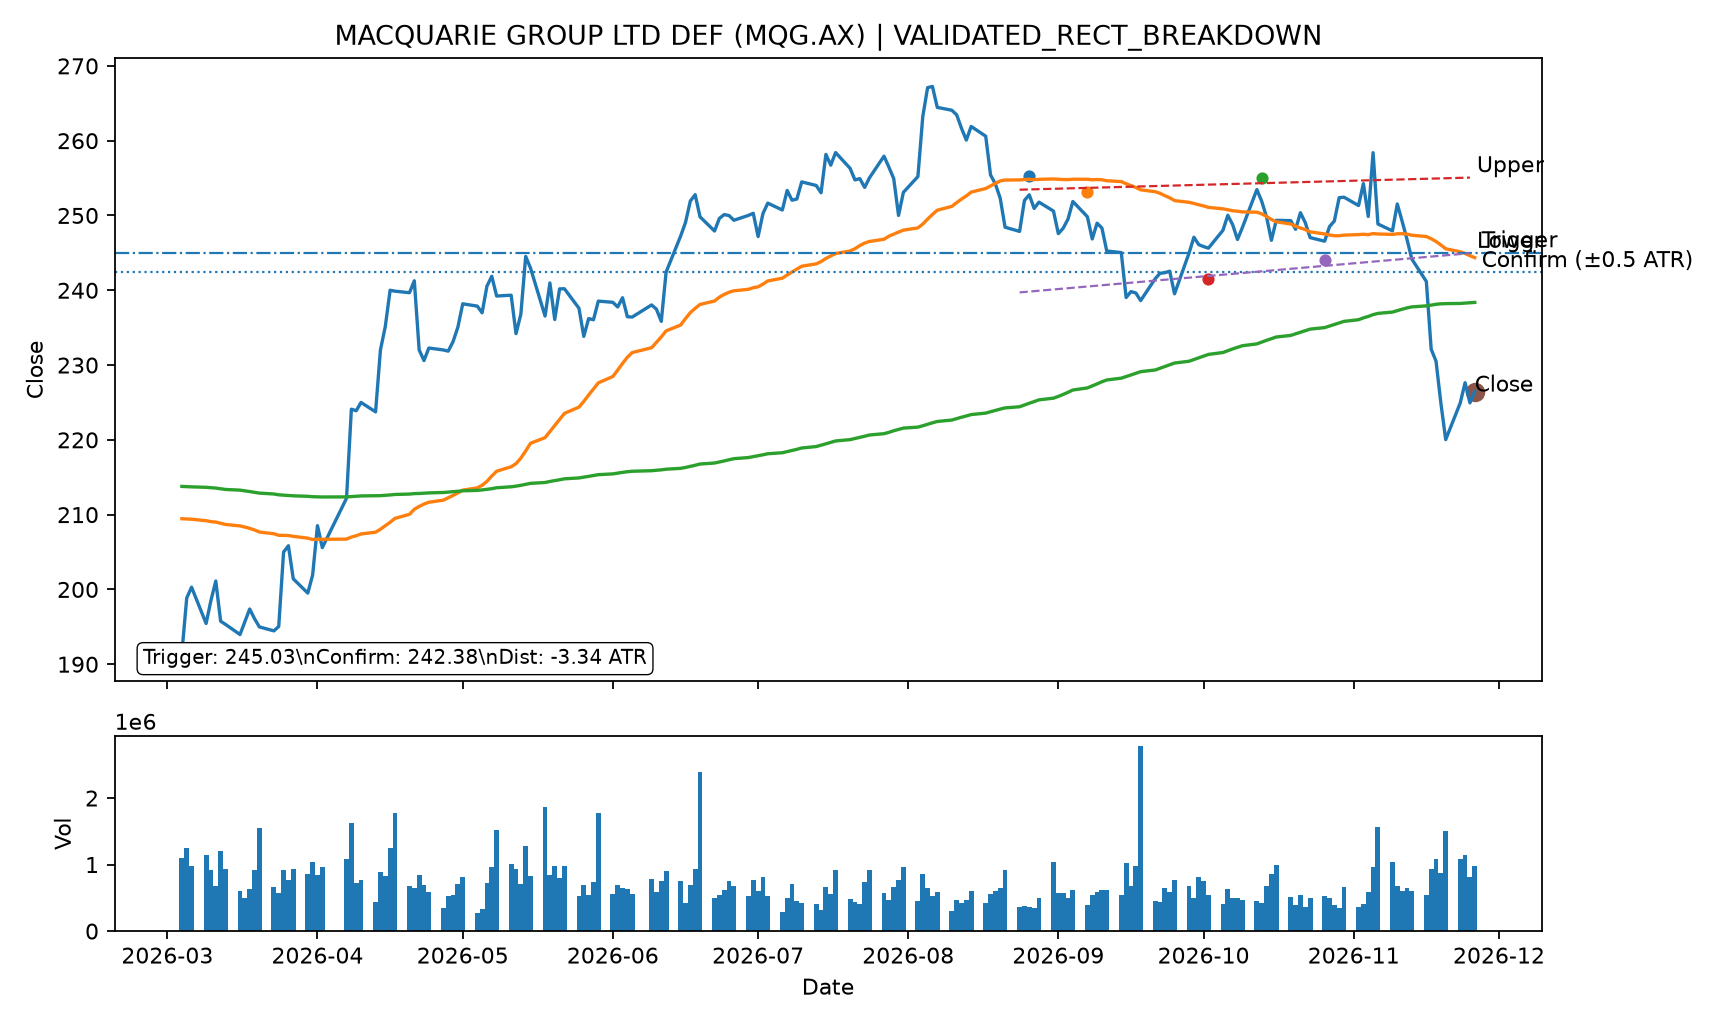 MACQUARIE GROUP LTD DEF (MQG.AX) | VALIDATED_RECT_BREAKDOWN
270
260
250
240
230
220
210
200
190
Close
Upper
Lower
Trigger
Confirm (±0.5 ATR)
Close
Trigger: 245.03\nConfirm: 242.38\nDist: -3.34 ATR
1e6
2
1
0
Vol
2026-03
2026-04
2026-05
2026-06
2026-07
2026-08
2026-09
2026-10
2026-11
2026-12
Date